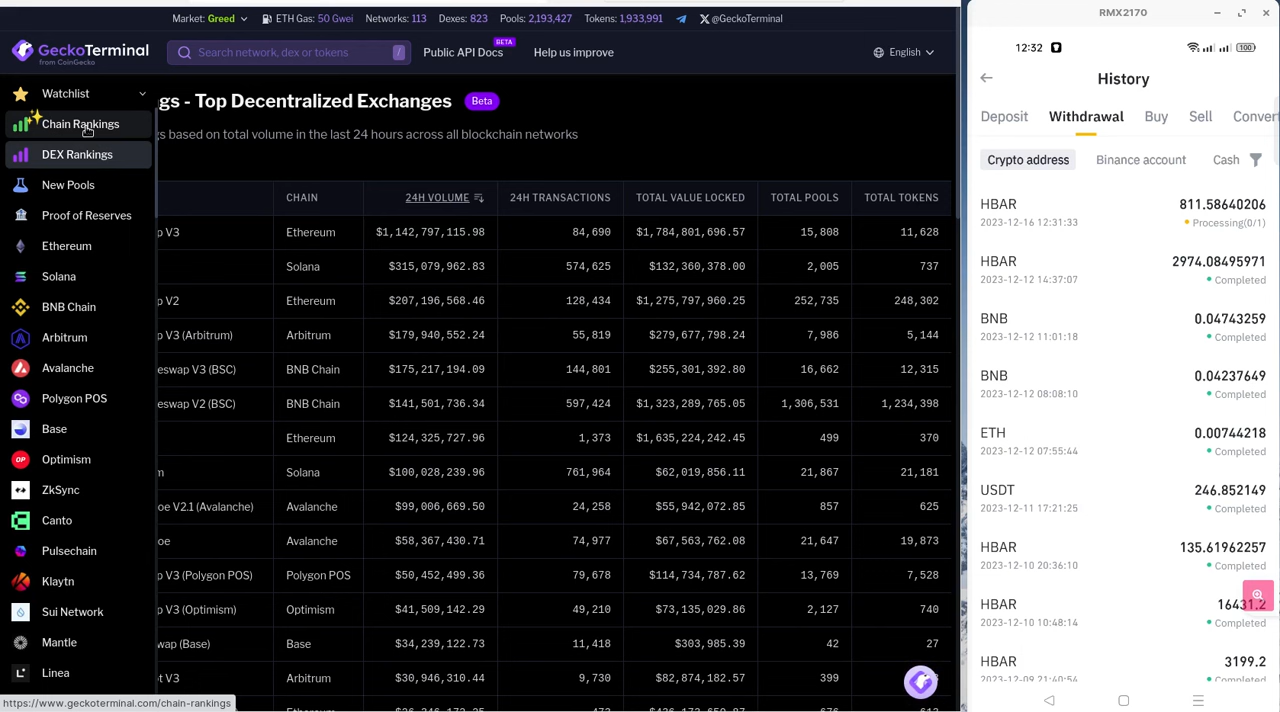 Market: Greed ETH Gas: 50 Gwei Networks: 113 Dexes: 823 Pools: 2,193,427 Tokens: 1,933,991 @GeckoTerminal
GeckoTerminal
from CoinGecko
Search network, dex or tokens /
Public API Docs BETA
Help us improve
English
Watchlist
Chain Rankings
DEX Rankings
New Pools
Proof of Reserves
Ethereum
Solana
BNB Chain
Arbitrum
Avalanche
Polygon POS
Base
Optimism
ZkSync
Canto
Pulsechain
Klaytn
Sui Network
Mantle
Linea
https://www.geckoterminal.com/chain-rankings
gs - Top Decentralized Exchanges Beta
gs based on total volume in the last 24 hours across all blockchain networks
CHAIN 24H VOLUME 24H TRANSACTIONS TOTAL VALUE LOCKED TOTAL POOLS TOTAL TOKENS
p V3 Ethereum $1,142,797,115.98 84,690 $1,784,801,696.57 15,808 11,628
Solana $315,079,962.83 574,625 $132,360,378.00 2,005 737
p V2 Ethereum $207,196,568.46 128,434 $1,275,797,960.25 252,735 248,302
p V3 (Arbitrum) Arbitrum $179,940,552.24 55,819 $279,677,798.24 7,986 5,144
eswap V3 (BSC) BNB Chain $175,217,194.09 144,801 $255,301,392.80 16,662 12,315
eswap V2 (BSC) BNB Chain $141,501,736.34 597,424 $1,323,289,765.05 1,306,531 1,234,398
Ethereum $124,325,727.96 1,373 $1,635,224,242.45 499 370
m Solana $100,028,239.96 761,964 $62,019,856.11 21,867 21,181
oe V2.1 (Avalanche) Avalanche $99,006,669.50 24,258 $55,942,072.85 857 625
oe Avalanche $58,367,430.71 74,977 $67,563,762.08 21,647 19,873
p V3 (Polygon POS) Polygon POS $50,452,499.36 79,678 $114,734,787.62 13,769 7,528
p V3 (Optimism) Optimism $41,509,142.29 49,210 $73,135,029.86 2,127 740
wap (Base) Base $34,239,122.73 11,418 $303,985.39 42 27
t V3 Arbitrum $30,946,310.44 9,730 $82,874,182.57 399
RMX2170
12:32 100
History
Deposit Withdrawal Buy Sell Convert
Crypto address Binance account Cash
HBAR 811.58640206
2023-12-16 12:31:33 Processing(0/1)
HBAR 2974.08495971
2023-12-12 14:37:07 Completed
BNB 0.04743259
2023-12-12 11:01:18 Completed
BNB 0.04237649
2023-12-12 08:08:10 Completed
ETH 0.00744218
2023-12-12 07:55:44 Completed
USDT 246.852149
2023-12-11 17:21:25 Completed
HBAR 135.61962257
2023-12-10 20:36:10 Completed
HBAR 16431.2
2023-12-10 10:48:14 Completed
HBAR 3199.2
2023-12-09 21:40:54 Completed